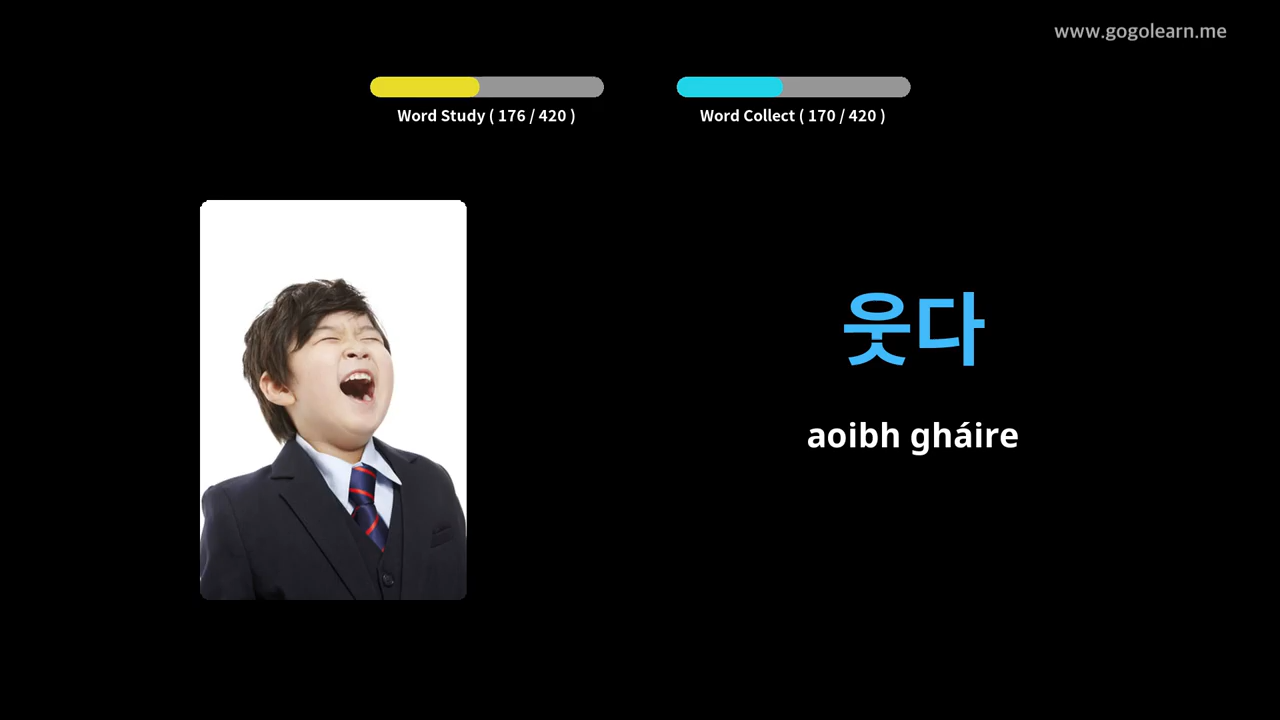 www.gogolearn.me
Word Study ( 176 / 420 )
Word Collect ( 170 / 420 )
웃다
aoibh gháire